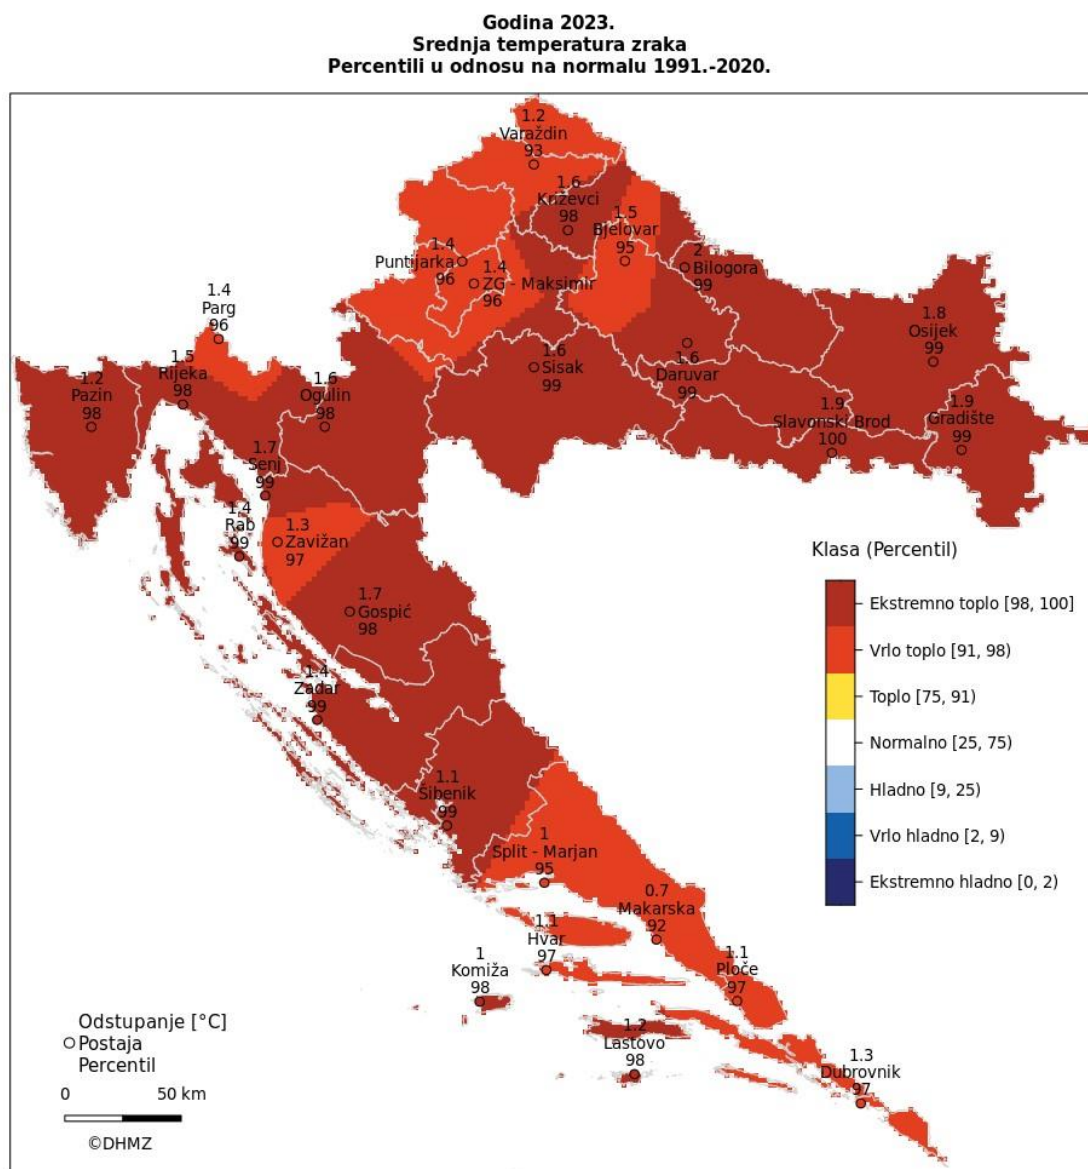 Godina 2023.
Srednja temperatura zraka
Percentili u odnosu na normalu 1991.-2020.
1.2
Varaždin
93
1.6
Križevci
98
1.5
Bjelovar
95
1.4
Puntijarka
96
1.4
ZG - Maksimir
96
2
Bilogora
99
1.4
Parg
96
1.8
Osijek
99
1.2
Pazin
98
1.5
Rijeka
98
1.6
Ogulin
98
1.6
Sisak
99
1.6
Daruvar
99
1.9
Slavonski Brod
100
1.9
Gradište
99
1.7
Senj
99
1.4
Rab
99
1.3
Zavižan
97
1.7
Gospić
98
1.4
Zadar
99
1.1
Šibenik
99
1
Split - Marjan
95
0.7
Makarska
92
1.1
Hvar
97
1
Komiža
98
1.1
Ploče
97
1.2
Lastovo
98
1.3
Dubrovnik
97
Klasa (Percentil)
Ekstremno toplo [98, 100]
Vrlo toplo [91, 98)
Toplo [75, 91)
Normalno [25, 75)
Hladno [9, 25)
Vrlo hladno [2, 9)
Ekstremno hladno [0, 2)
Odstupanje [°C]
Postaja
Percentil
0 50 km
©DHMZ